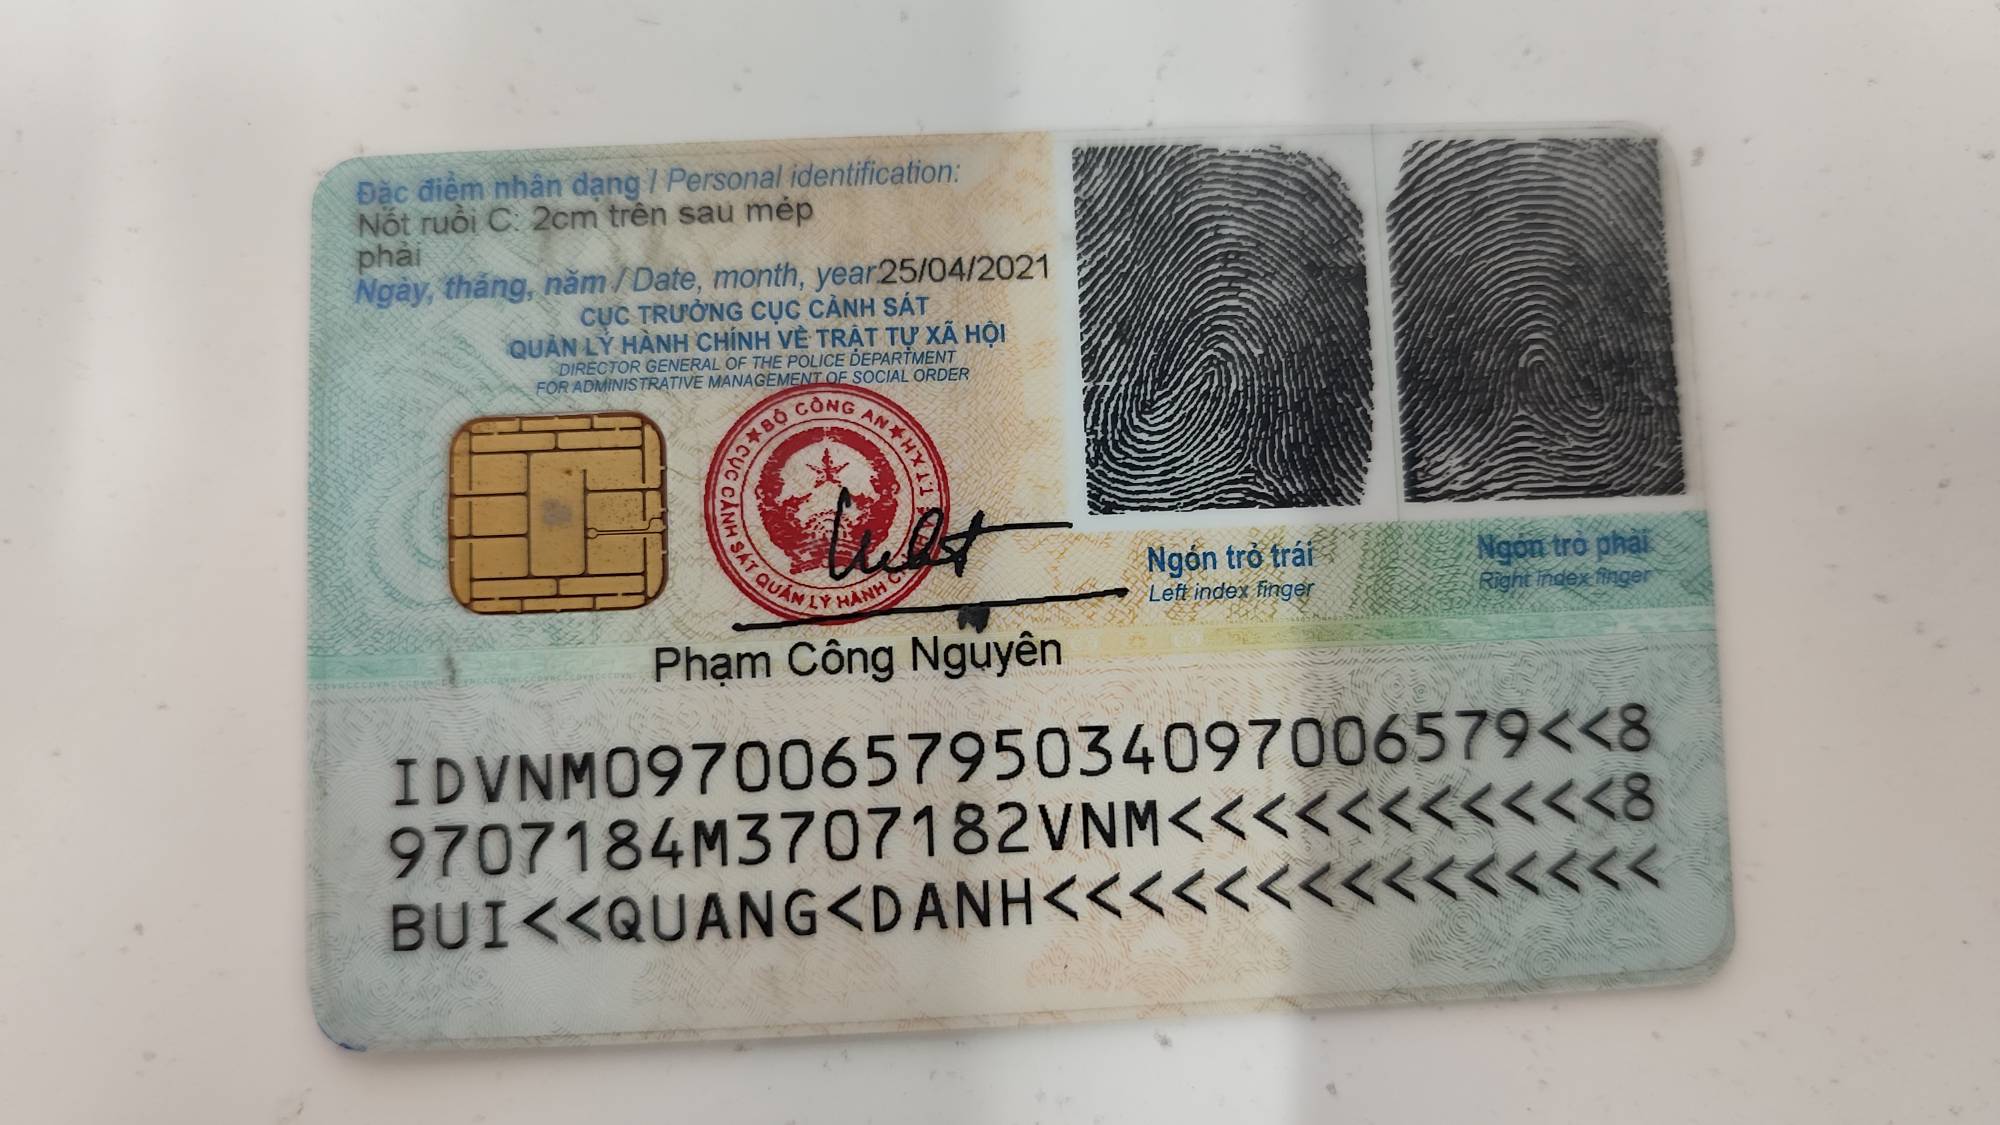 Đặc điểm nhân dạng / Personal identification:
Nốt ruồi C: 2cm trên sau mép
phải
Ngày, tháng, năm / Date, month, year:25/04/2021
CỤC TRƯỞNG CỤC CẢNH SÁT
QUẢN LÝ HÀNH CHÍNH VỀ TRẬT TỰ XÃ HỘI
DIRECTOR GENERAL OF THE POLICE DEPARTMENT
FOR ADMINISTRATIVE MANAGEMENT OF SOCIAL ORDER
BỘ CÔNG AN
CỤC CẢNH SÁT QUẢN LÝ HÀNH
Phạm Công Nguyên
Ngón trỏ trái
Left index finger
Ngón trỏ phải
Right index finger
IDVNM0970065795034097006579<<8
9707184M3707182VNM<<<<<<<<<<<8
BUI<<QUANG<DANH<<<<<<<<<<<<<<<